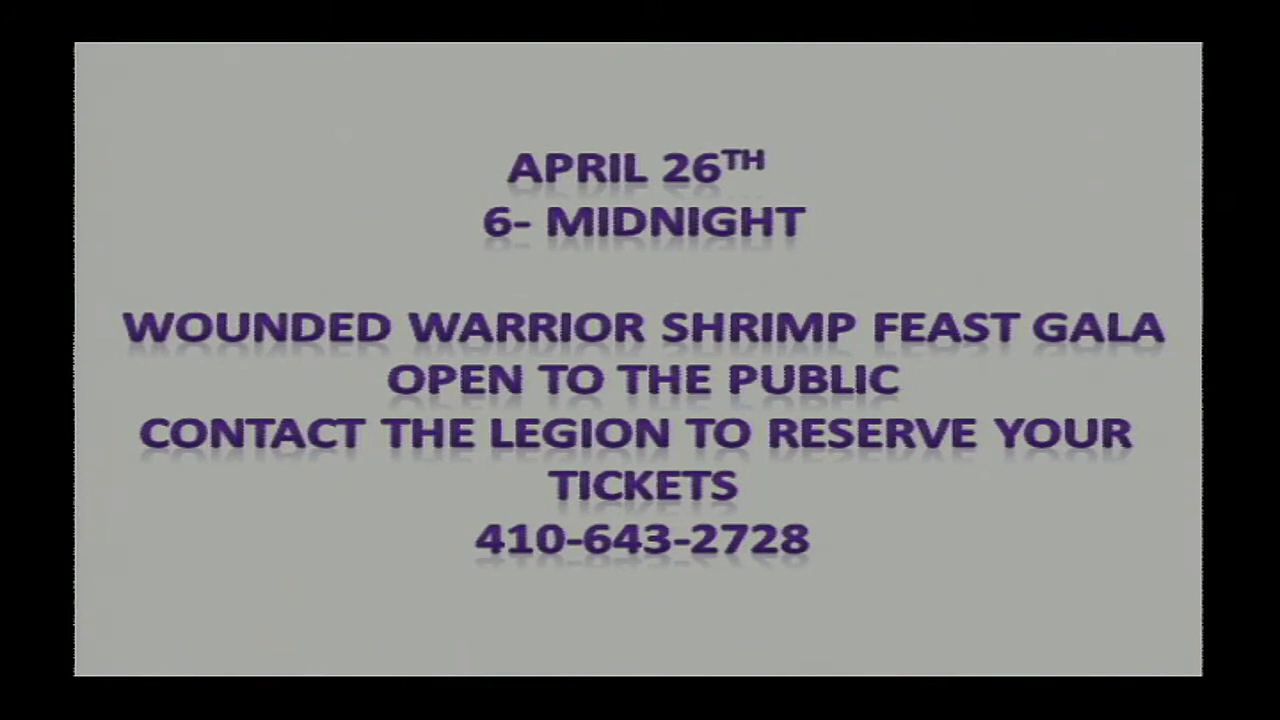 APRIL 26TH
6- MIDNIGHT
WOUNDED WARRIOR SHRIMP FEAST GALA
OPEN TO THE PUBLIC
CONTACT THE LEGION TO RESERVE YOUR
TICKETS
410-643-2728